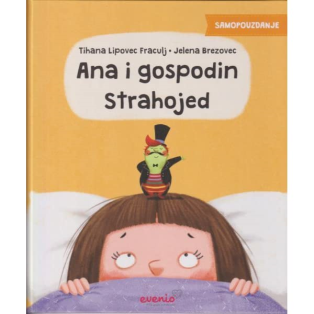 SAMOPOUZDANJE
Tihana Lipovec Fraculj • Jelena Brezovec
Ana i gospodin
Strahojed
evenio